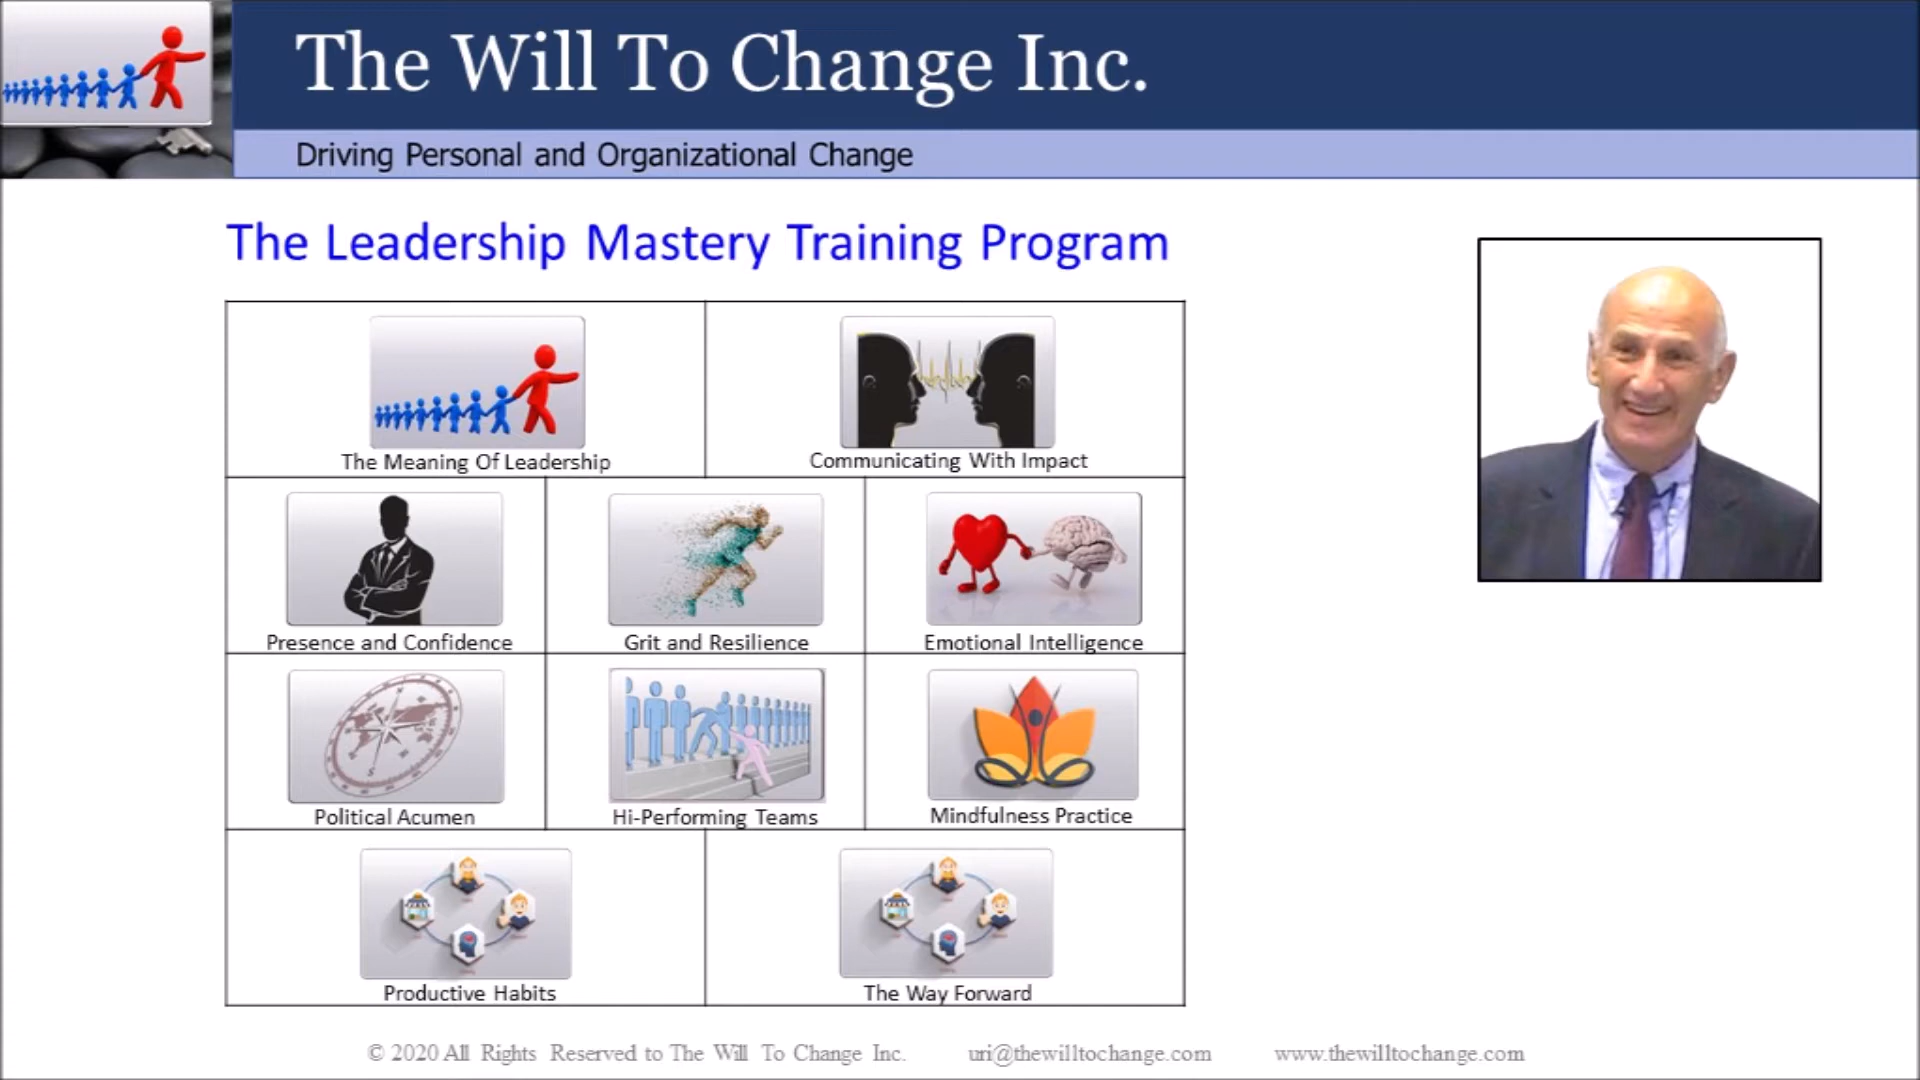 The Will To Change Inc.
Driving Personal and Organizational Change
The Leadership Mastery Training Program
The Meaning Of Leadership
Communicating With Impact
Presence and Confidence
Grit and Resilience
Emotional Intelligence
Political Acumen
Hi-Performing Teams
Mindfulness Practice
Productive Habits
The Way Forward
© 2020 All Rights Reserved to The Will To Change Inc. uri@thewilltochange.com www.thewilltochange.com